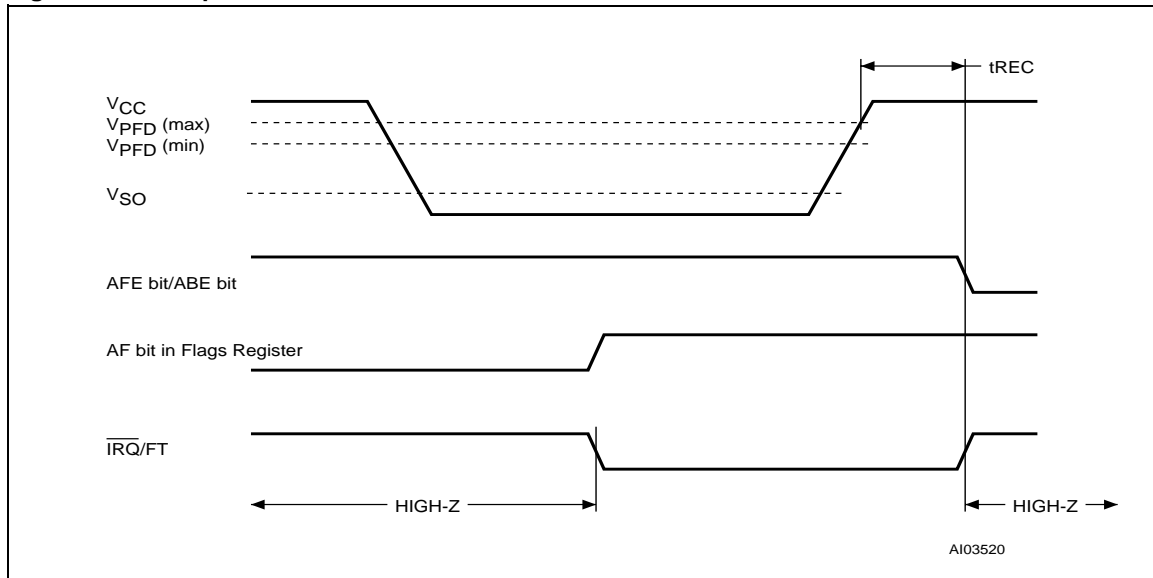 tREC
VCC
VPFD (max)
VPFD (min)
VSO
AFE bit/ABE bit
AF bit in Flags Register
IRQ/FT
HIGH-Z
HIGH-Z
AI03520